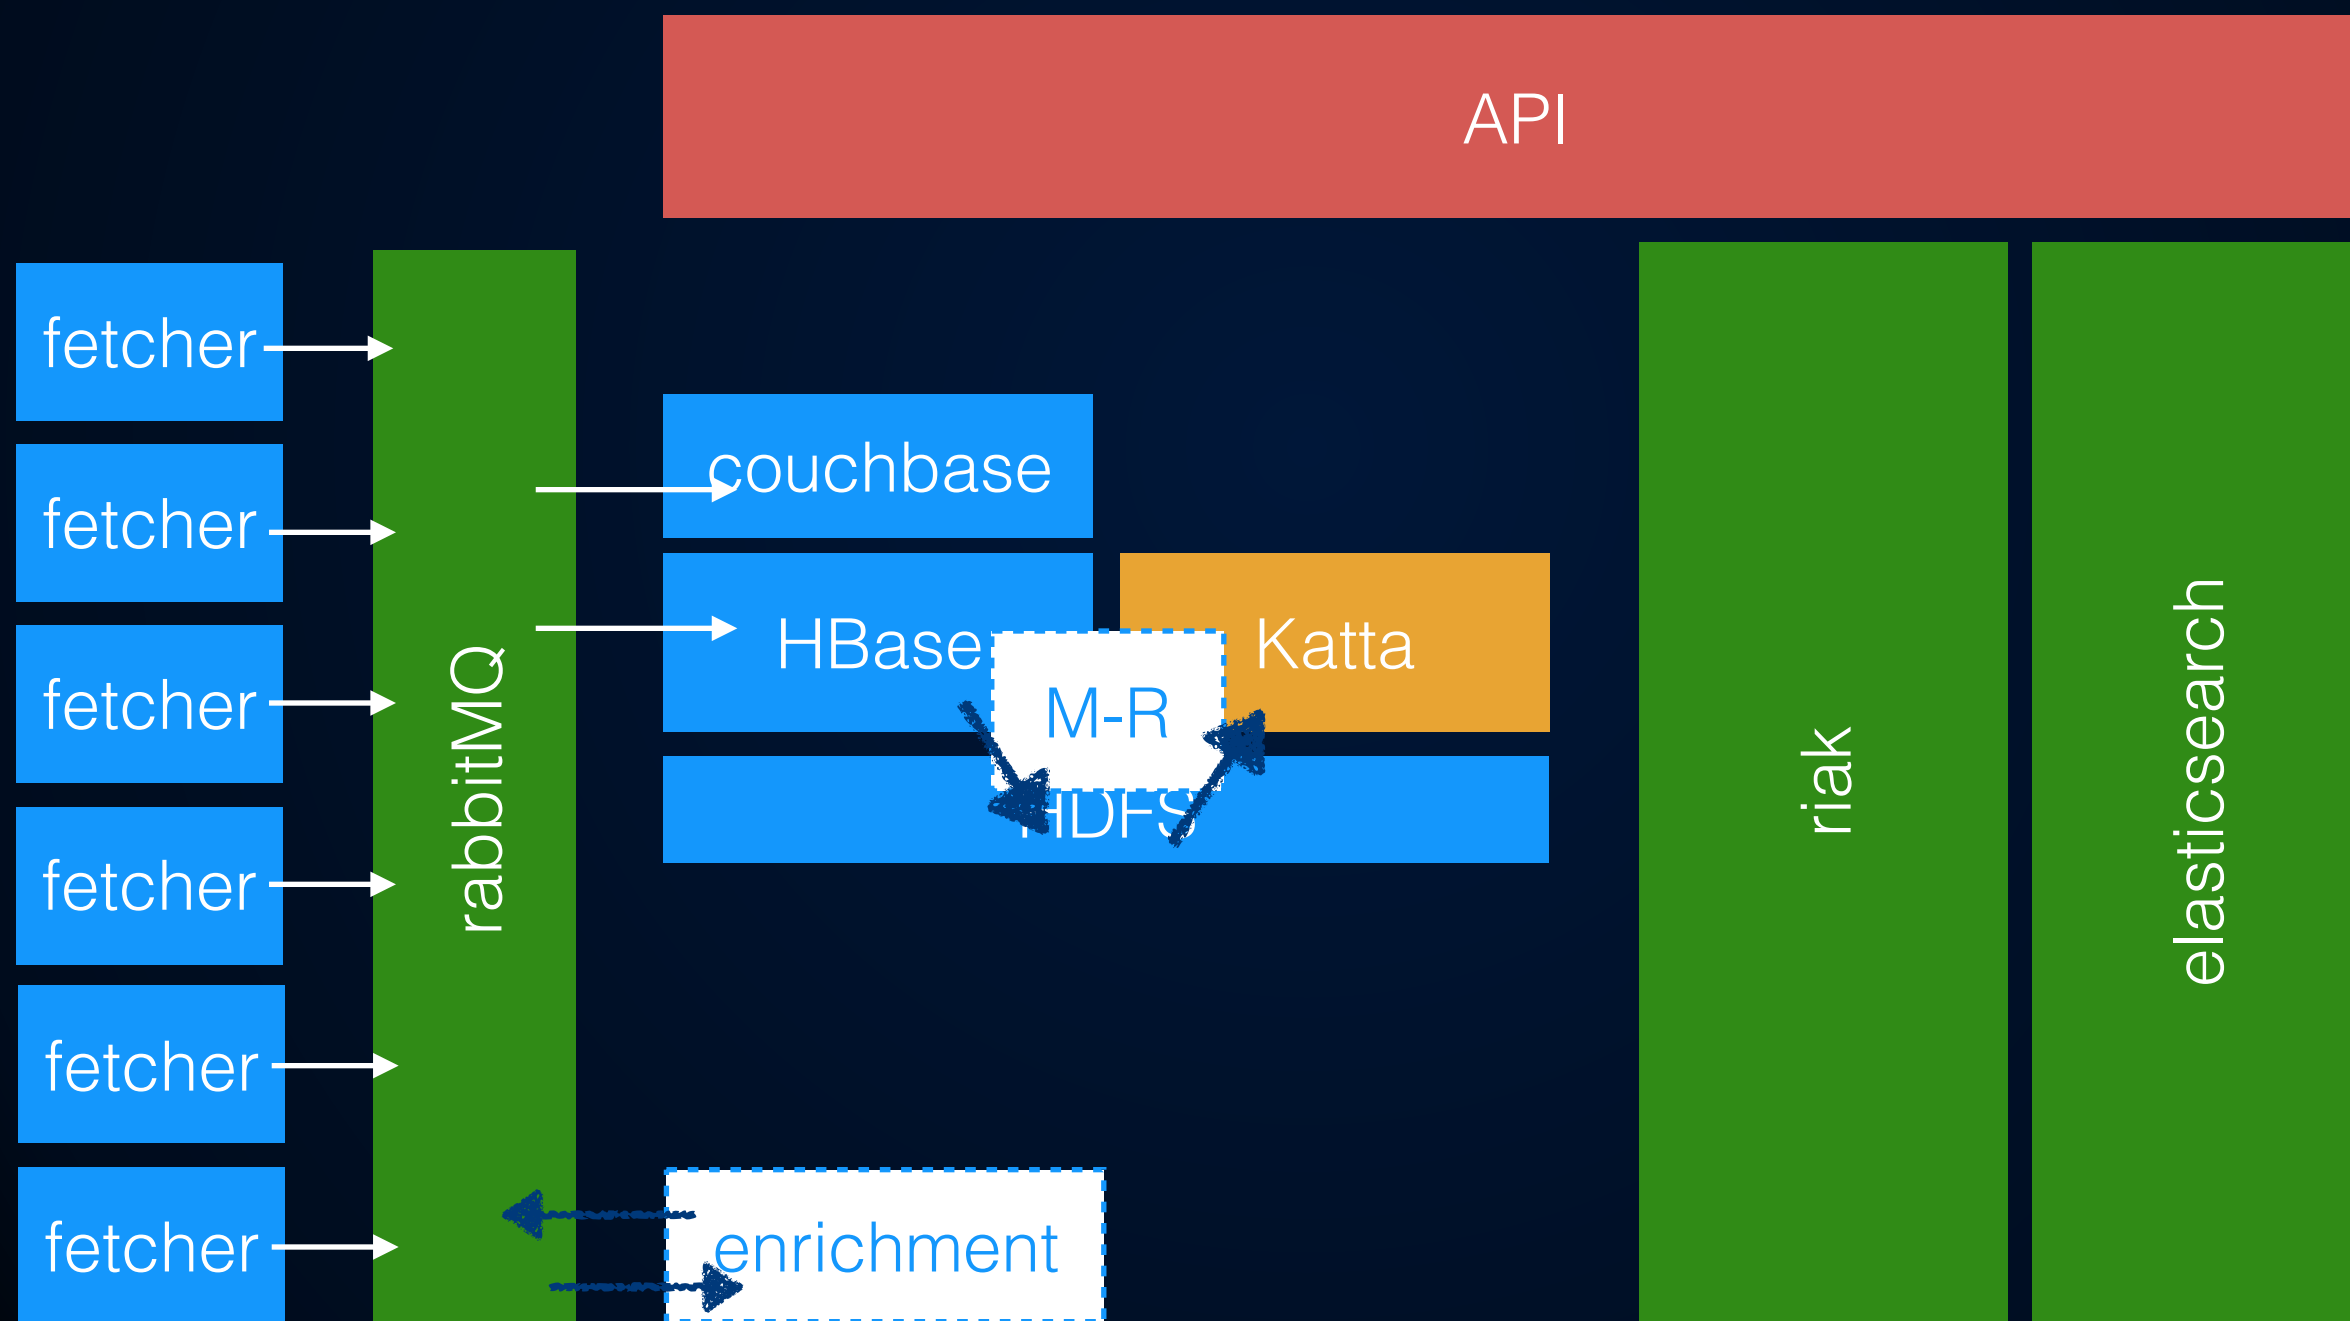 API
fetcher
fetcher
fetcher
fetcher
fetcher
fetcher
rabbitMQ
couchbase
HBase
Katta
M-R
HDFS
enrichment
riak
elasticsearch